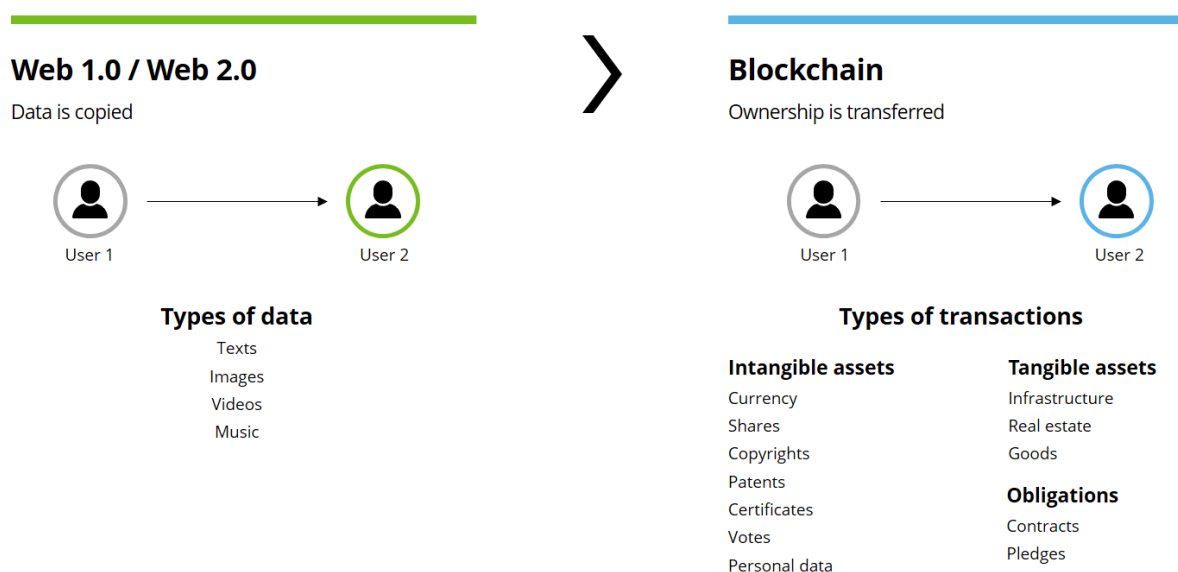 Web 1.0 / Web 2.0
Data is copied
User 1
User 2
Types of data
Texts
Images
Videos
Music
Blockchain
Ownership is transferred
User 1
User 2
Types of transactions
Intangible assets
Currency
Shares
Copyrights
Patents
Certificates
Votes
Personal data
Tangible assets
Infrastructure
Real estate
Goods
Obligations
Contracts
Pledges